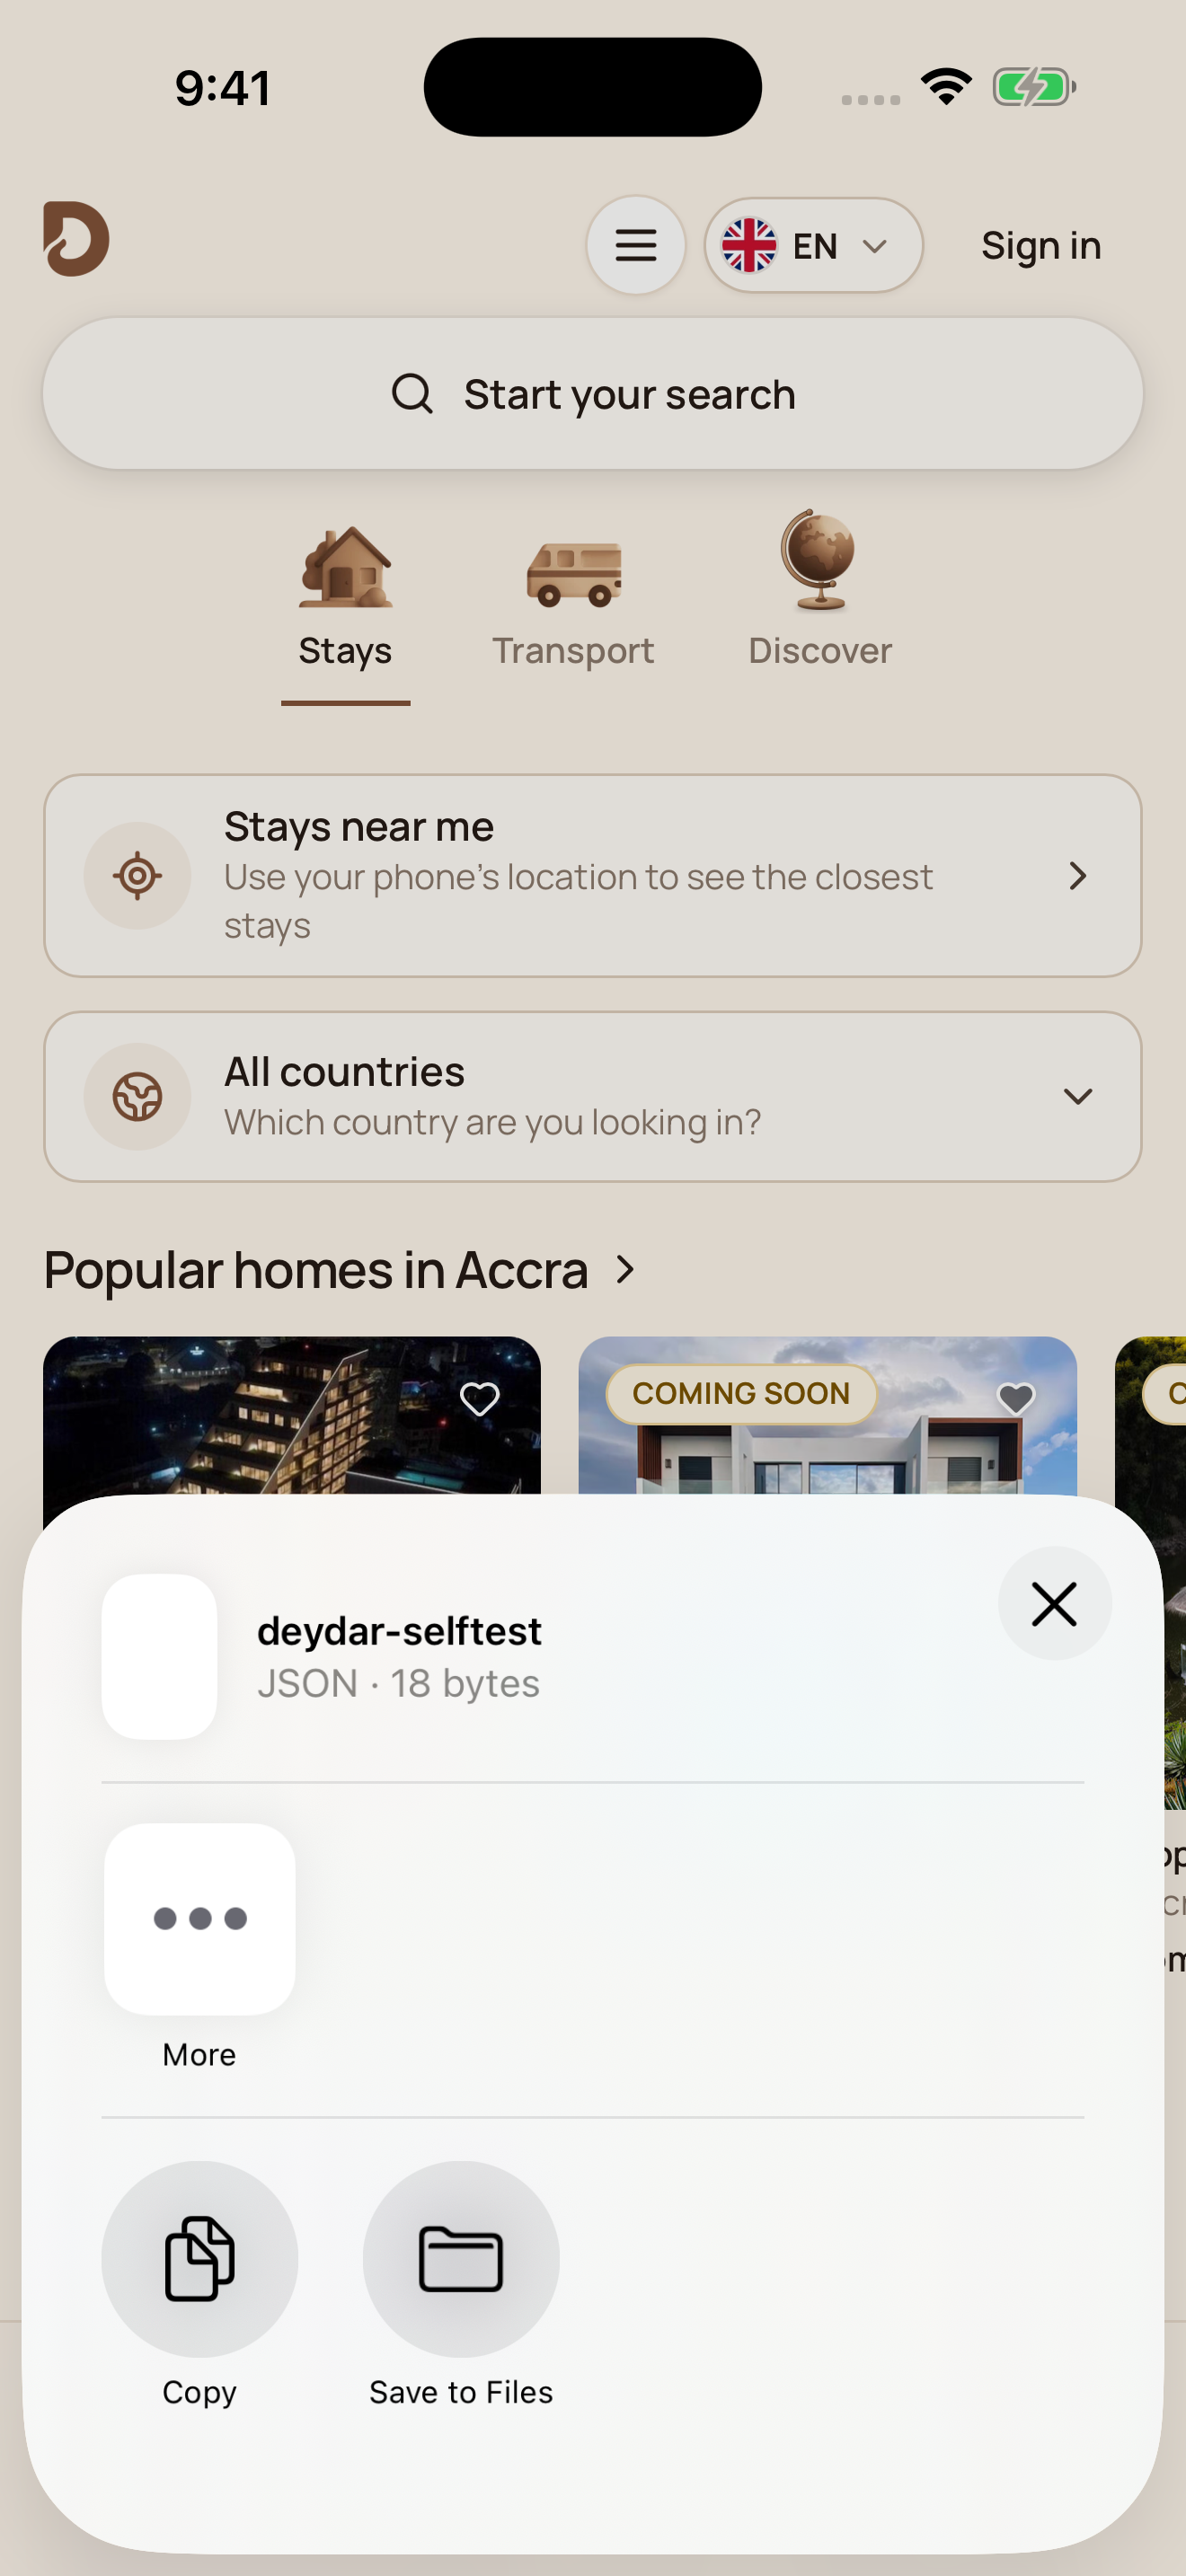 9:41
EN
Sign in
Start your search
Stays
Transport
Discover
Stays near me
Use your phone's location to see the closest
stays
All countries
Which country are you looking in?
Popular homes in Accra
COMING SOON
deydar-selftest
JSON · 18 bytes
More
Copy
Save to Files